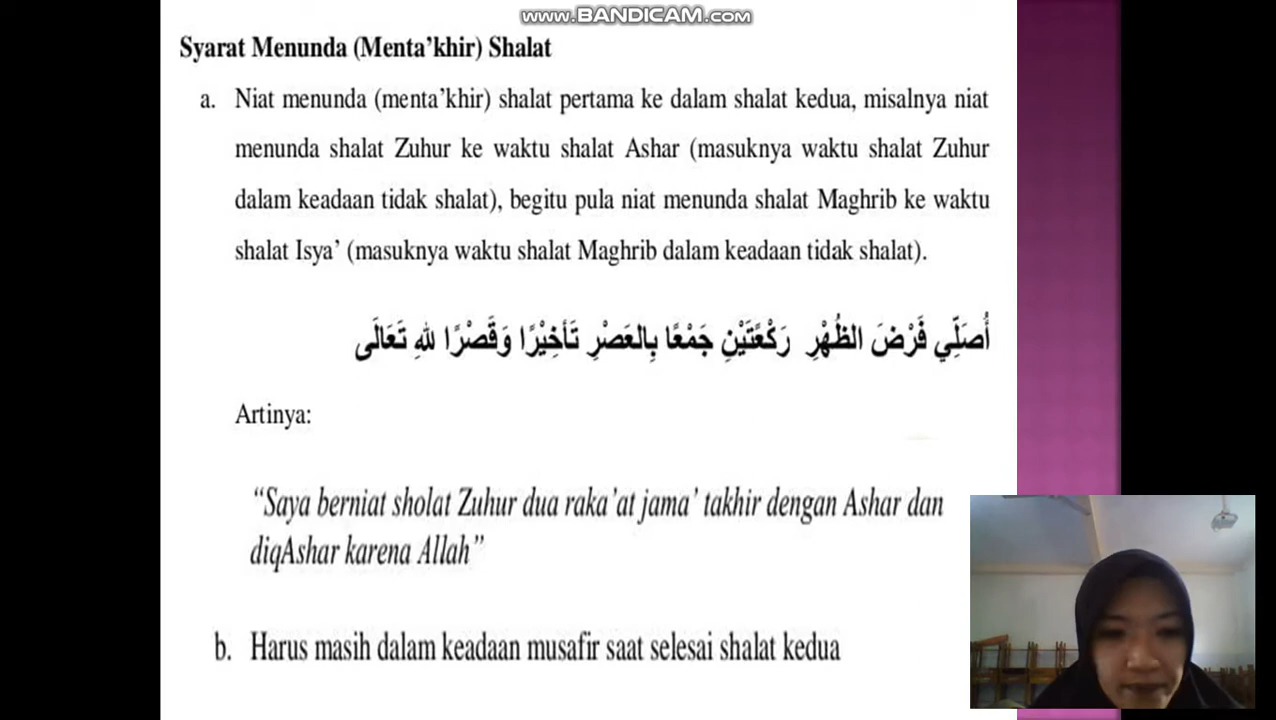 www.BANDICAM.com
Syarat Menunda (Menta’khir) Shalat
a. Niat menunda (menta’khir) shalat pertama ke dalam shalat kedua, misalnya niat
menunda shalat Zuhur ke waktu shalat Ashar (masuknya waktu shalat Zuhur
dalam keadaan tidak shalat), begitu pula niat menunda shalat Maghrib ke waktu
shalat Isya’ (masuknya waktu shalat Maghrib dalam keadaan tidak shalat).
أُصَلِّي فَرْضَ الظُهْرِ رَكْعَتَيْنِ جَمْعًا بِالعَصْرِ تَأخِيْرًا وَقَصْرًا للهِ تَعَالَى
Artinya:
“Saya berniat sholat Zuhur dua raka’at jama’ takhir dengan Ashar dan
diqAshar karena Allah”
b. Harus masih dalam keadaan musafir saat selesai shalat kedua